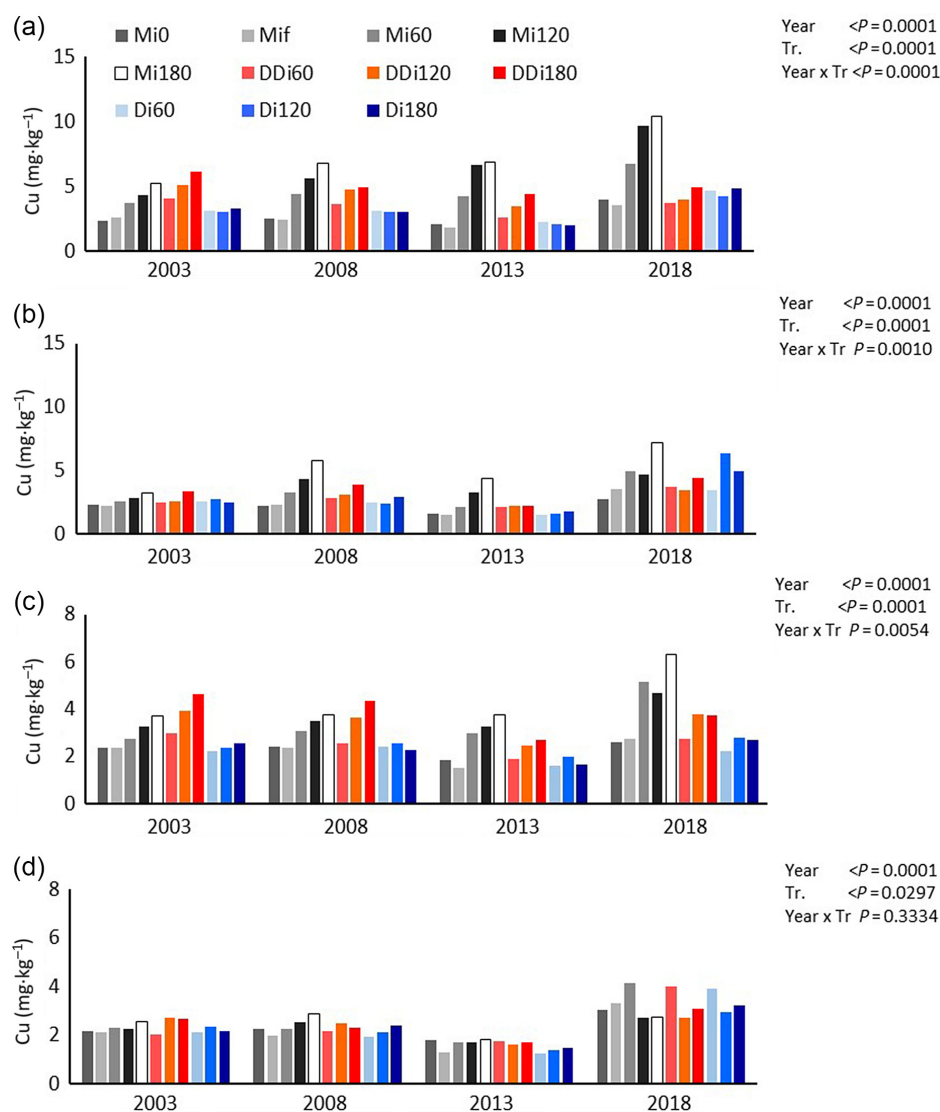 (a)
Mi0 Mif Mi60 Mi120
Mi180 DDi60 DDi120 DDi180
Di60 Di120 Di180
Year <P = 0.0001
Tr. <P = 0.0001
Year x Tr <P = 0.0001
15
10
5
0
Cu (mg·kg⁻¹)
2003 2008 2013 2018
(b)
Year <P = 0.0001
Tr. <P = 0.0001
Year x Tr P = 0.0010
15
10
5
0
Cu (mg·kg⁻¹)
2003 2008 2013 2018
(c)
Year <P = 0.0001
Tr. <P = 0.0001
Year x Tr P = 0.0054
8
6
4
2
0
Cu (mg·kg⁻¹)
2003 2008 2013 2018
(d)
Year <P = 0.0001
Tr. <P = 0.0297
Year x Tr P = 0.3334
8
6
4
2
0
Cu (mg·kg⁻¹)
2003 2008 2013 2018